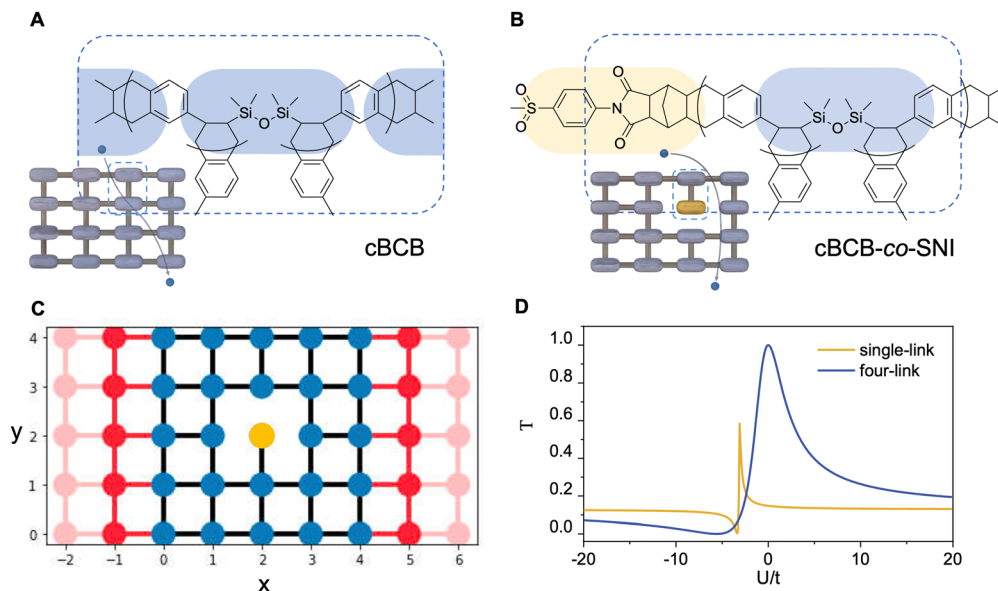 A
B
O
O
S
O
N
O
Si
Si
O
Si
Si
O
cBCB
cBCB-co-SNI
C
D
4
3
2
1
0
y
−2 −1 0 1 2 3 4 5 6
x
1.0
0.8
0.6
0.4
0.2
0.0
T
single-link
four-link
-20 -10 0 10 20
U/t